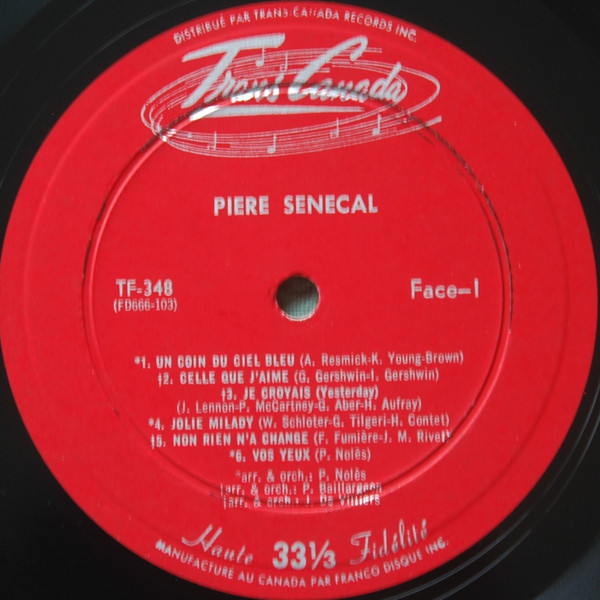 DISTRIBUÉ PAR TRANS-CANADA RECORDS INC.
Trans Canada
PIERE SENECAL
TF-348
Face-1
(FD666-103)
*1. UN COIN DU CIEL BLEU (A. Resmick-K. Young-Brown)
†2. CELLE QUE J'AIME (G. Gershwin-I. Gershwin)
‡3. JE CROYAIS (Yesterday)
(J. Lennon-P. McCartney-G. Aber-H. Aufray)
*4. JOLIE MILADY (W. Schloter-G. Tilgeri-H. Contet)
‡5. NON RIEN N'A CHANGE (F. Fumière-J. M. Rivel)
*6. VOS YEUX (P. Nolès)
*arr. & orch.: P. Nolès
†arr. & orch.: P. Baillargeon
‡arr. & orch.: J. De Villiers
Haute 33⅓ Fidélité
MANUFACTURÉ AU CANADA PAR FRANCO DISQUE INC.